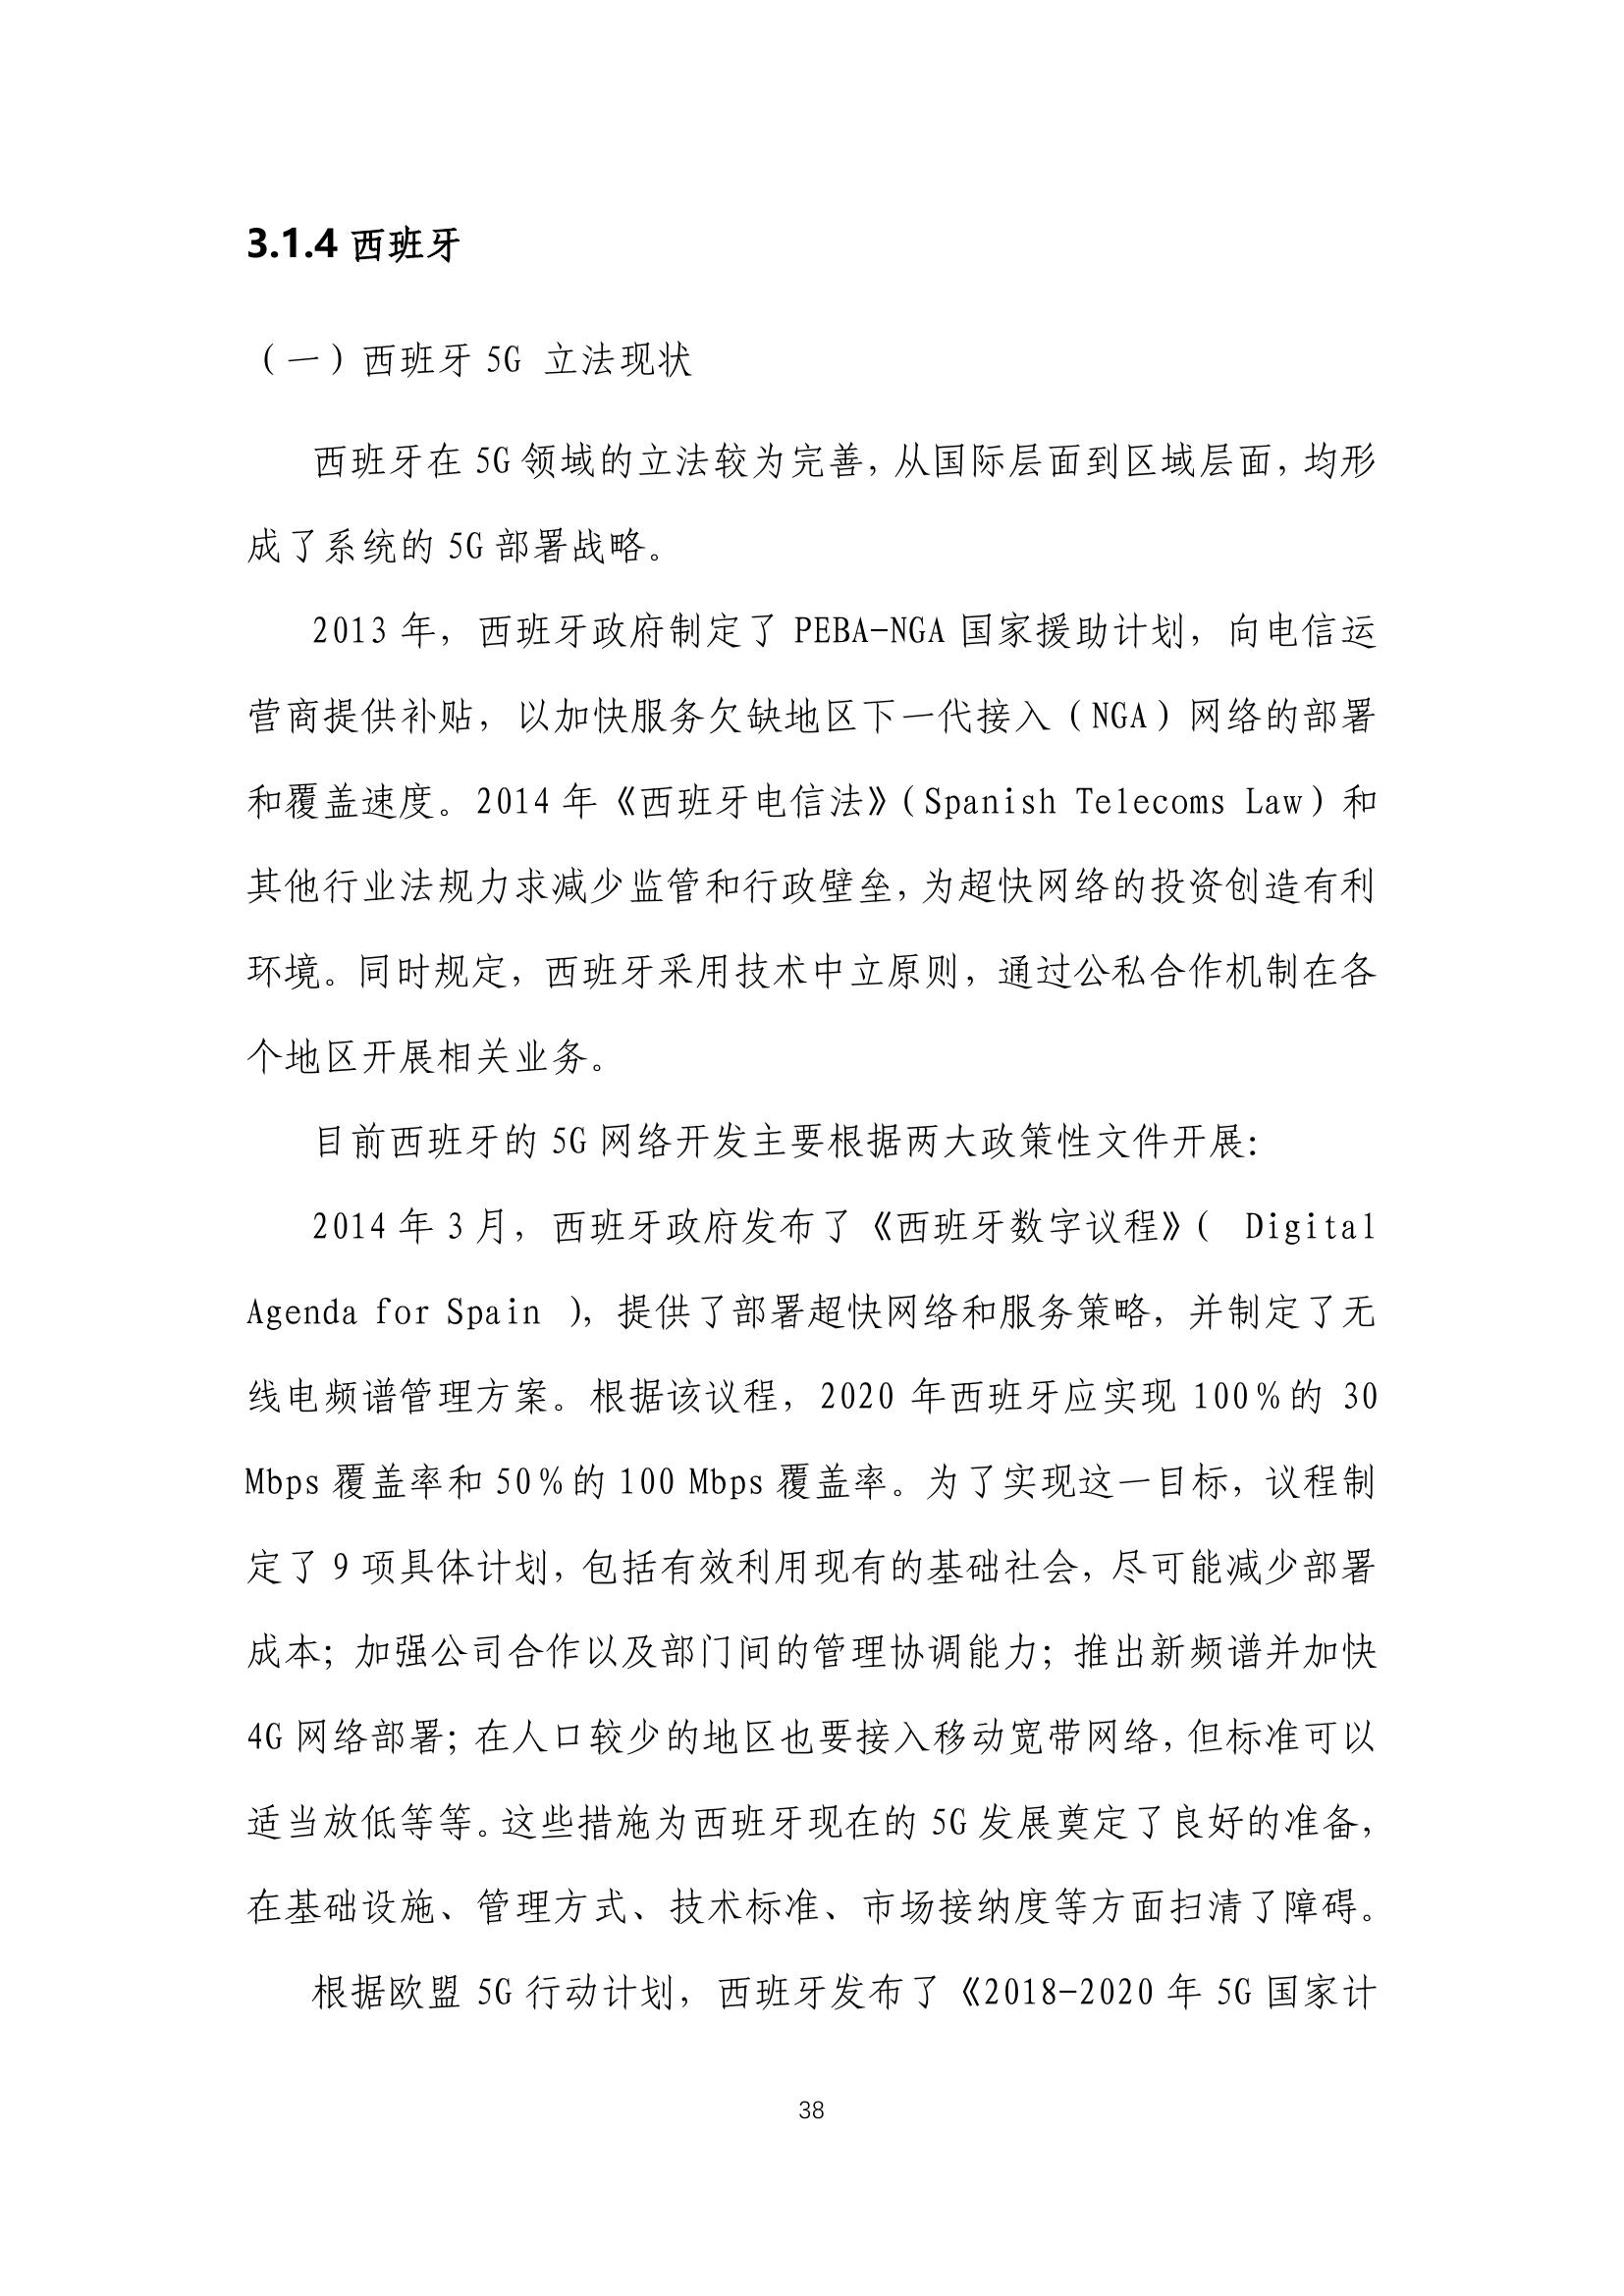 3.1.4 西班牙
（一）西班牙 5G 立法现状
西班牙在 5G 领域的立法较为完善，从国际层面到区域层面，均形
成了系统的 5G 部署战略。
2013 年，西班牙政府制定了 PEBA-NGA 国家援助计划，向电信运
营商提供补贴，以加快服务欠缺地区下一代接入（NGA）网络的部署
和覆盖速度。2014 年《西班牙电信法》（Spanish Telecoms Law）和
其他行业法规力求减少监管和行政壁垒，为超快网络的投资创造有利
环境。同时规定，西班牙采用技术中立原则，通过公私合作机制在各
个地区开展相关业务。
目前西班牙的 5G 网络开发主要根据两大政策性文件开展：
2014 年 3 月，西班牙政府发布了《西班牙数字议程》( Digital
Agenda for Spain )，提供了部署超快网络和服务策略，并制定了无
线电频谱管理方案。根据该议程，2020 年西班牙应实现 100％的 30
Mbps 覆盖率和 50％的 100 Mbps 覆盖率。为了实现这一目标，议程制
定了 9 项具体计划，包括有效利用现有的基础社会，尽可能减少部署
成本；加强公司合作以及部门间的管理协调能力；推出新频谱并加快
4G 网络部署；在人口较少的地区也要接入移动宽带网络，但标准可以
适当放低等等。这些措施为西班牙现在的 5G 发展奠定了良好的准备，
在基础设施、管理方式、技术标准、市场接纳度等方面扫清了障碍。
根据欧盟 5G 行动计划，西班牙发布了《2018-2020 年 5G 国家计
38